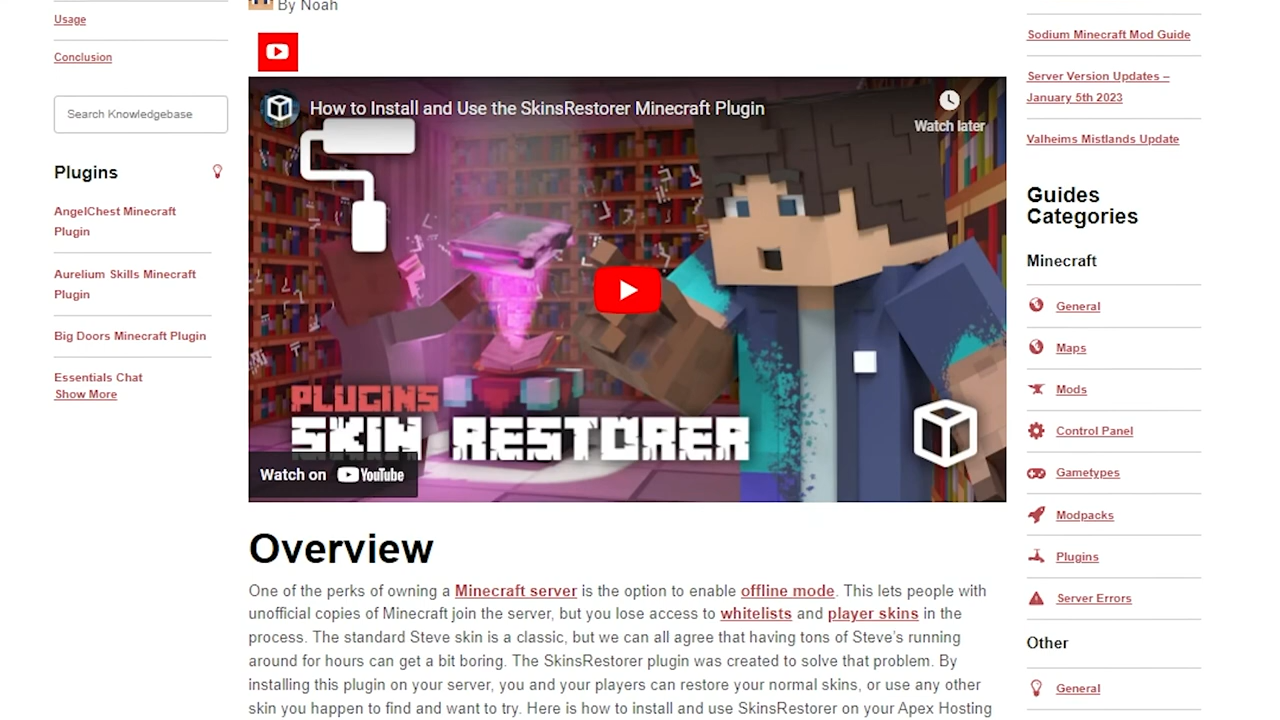 Usage
Conclusion
Search Knowledgebase
Plugins
AngelChest Minecraft
Plugin
Aurelium Skills Minecraft
Plugin
Big Doors Minecraft Plugin
Essentials Chat
Show More
By Noah
How to Install and Use the SkinsRestorer Minecraft Plugin
Watch later
PLUGINS
SKIN RESTORER
Watch on YouTube
Overview
One of the perks of owning a Minecraft server is the option to enable offline mode. This lets people with
unofficial copies of Minecraft join the server, but you lose access to whitelists and player skins in the
process. The standard Steve skin is a classic, but we can all agree that having tons of Steve's running
around for hours can get a bit boring. The SkinsRestorer plugin was created to solve that problem. By
installing this plugin on your server, you and your players can restore your normal skins, or use any other
skin you happen to find and want to try. Here is how to install and use SkinsRestorer on your Apex Hosting
Sodium Minecraft Mod Guide
Server Version Updates –
January 5th 2023
Valheims Mistlands Update
Guides
Categories
Minecraft
General
Maps
Mods
Control Panel
Gametypes
Modpacks
Plugins
Server Errors
Other
General